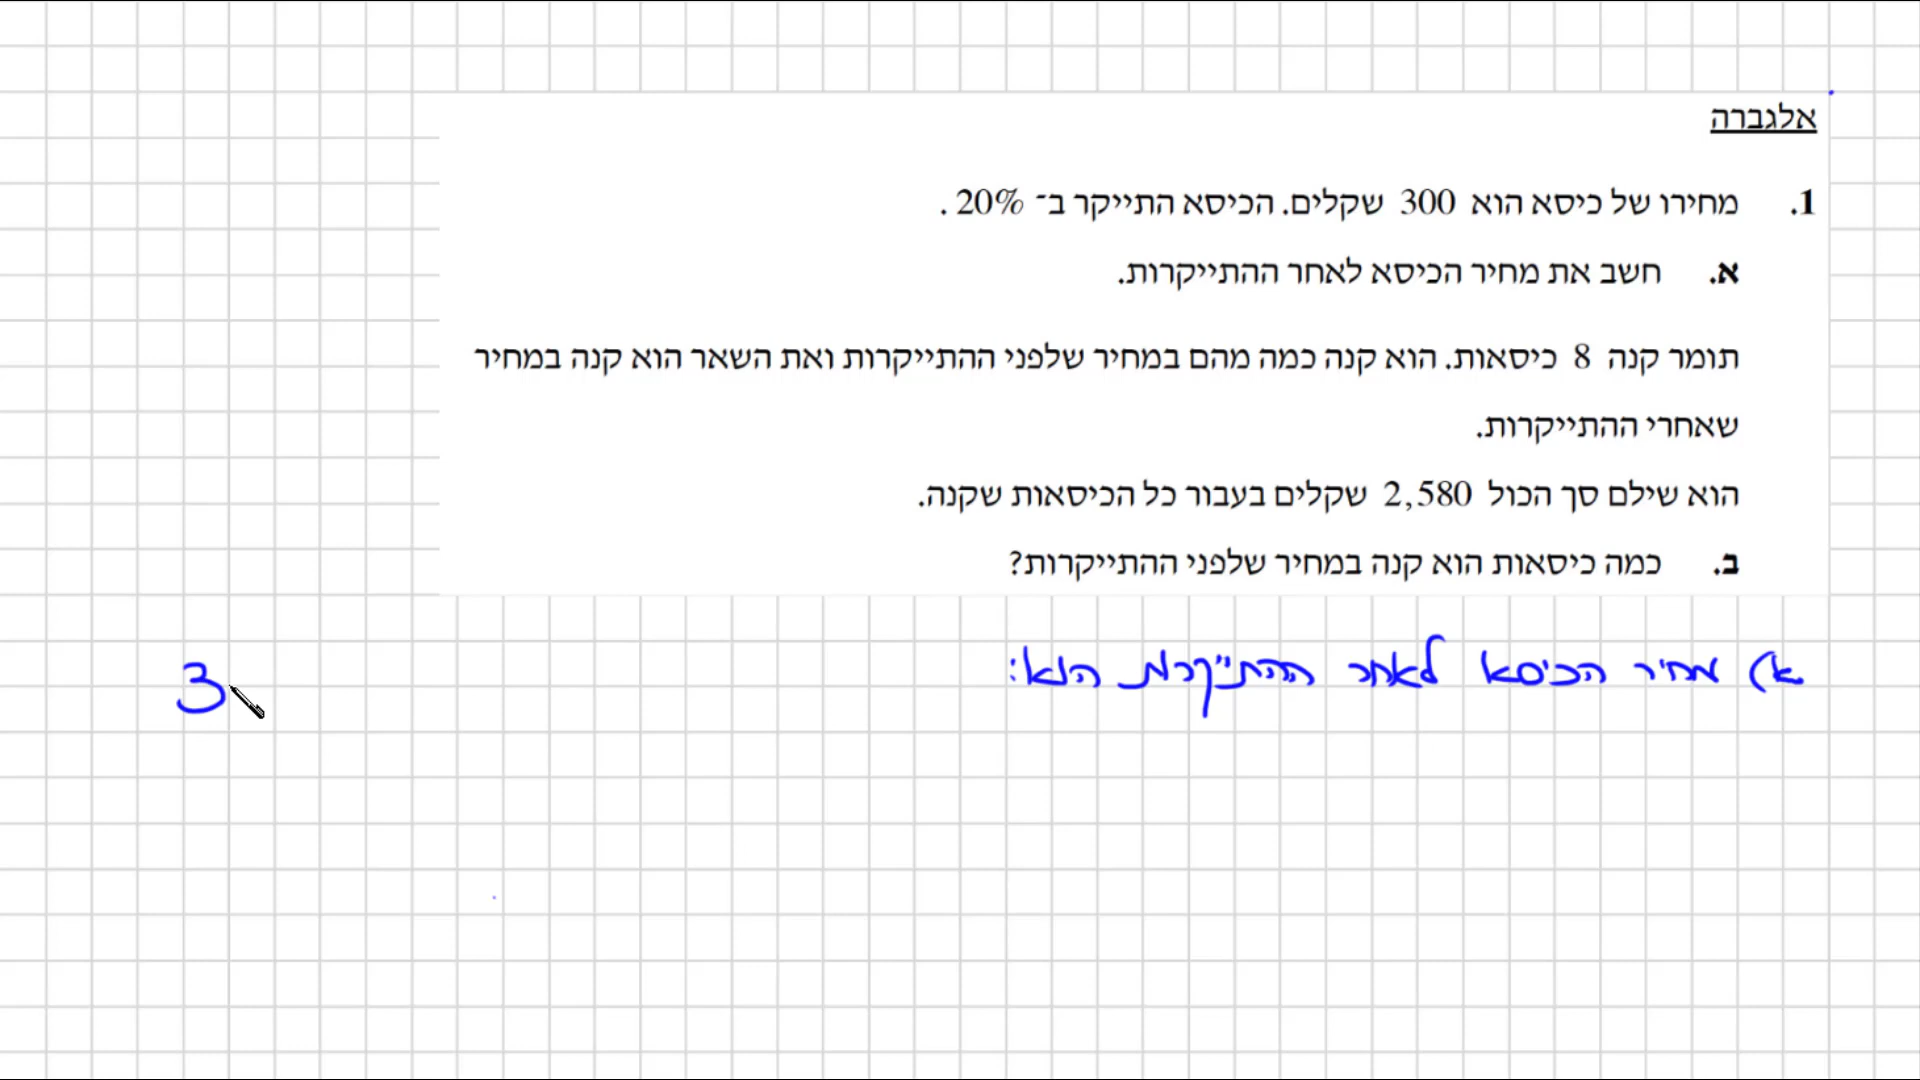 אלגברה
1. מחירו של כיסא הוא 300 שקלים. הכיסא התייקר ב־ 20% .
א. חשב את מחיר הכיסא לאחר ההתייקרות.
תומר קנה 8 כיסאות. הוא קנה כמה מהם במחיר שלפני ההתייקרות ואת השאר הוא קנה במחיר
שאחרי ההתייקרות.
הוא שילם סך הכול 2,580 שקלים בעבור כל הכיסאות שקנה.
ב. כמה כיסאות הוא קנה במחיר שלפני ההתייקרות?
א) מחיר הכיסא לאחר ההתייקרות הוא: 3